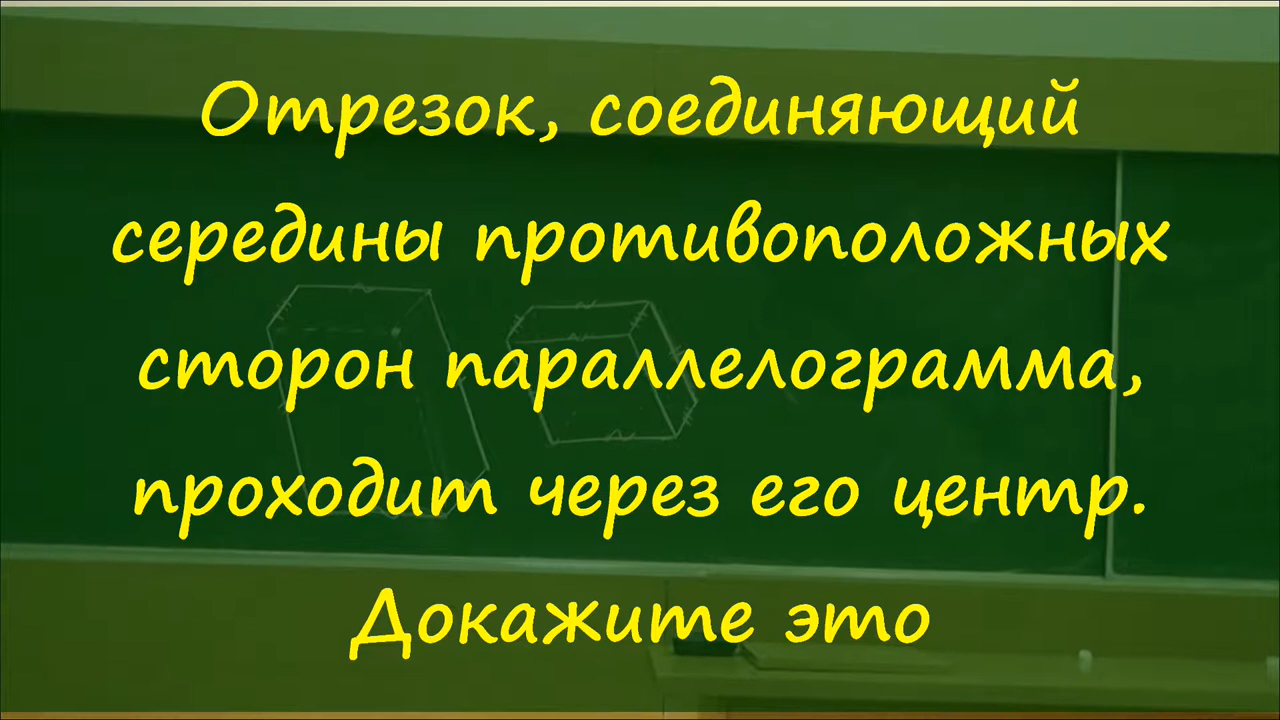 Отрезок, соединяющий
середины противоположных
сторон параллелограмма,
проходит через его центр.
Докажите это